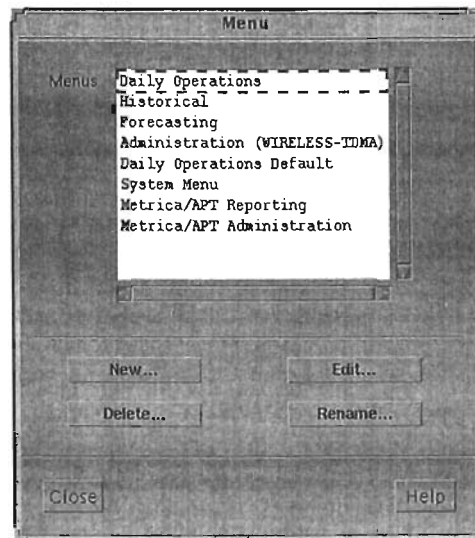 Menu
Menus
Daily Operations
Historical
Forecasting
Administration (WIRELESS-TDMA)
Daily Operations Default
System Menu
Metrica/APT Reporting
Metrica/APT Administration
New... Edit...
Delete... Rename...
Close Help